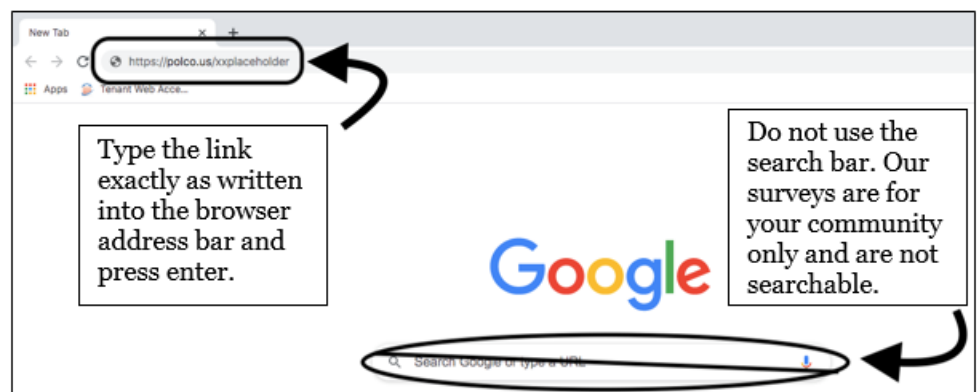 New Tab
https://polco.us/xxplaceholder
Apps Tenant Web Acce...
Type the link
exactly as written
into the browser
address bar and
press enter.
Do not use the
search bar. Our
surveys are for
your community
only and are not
searchable.
Google
Search Google or type a URL